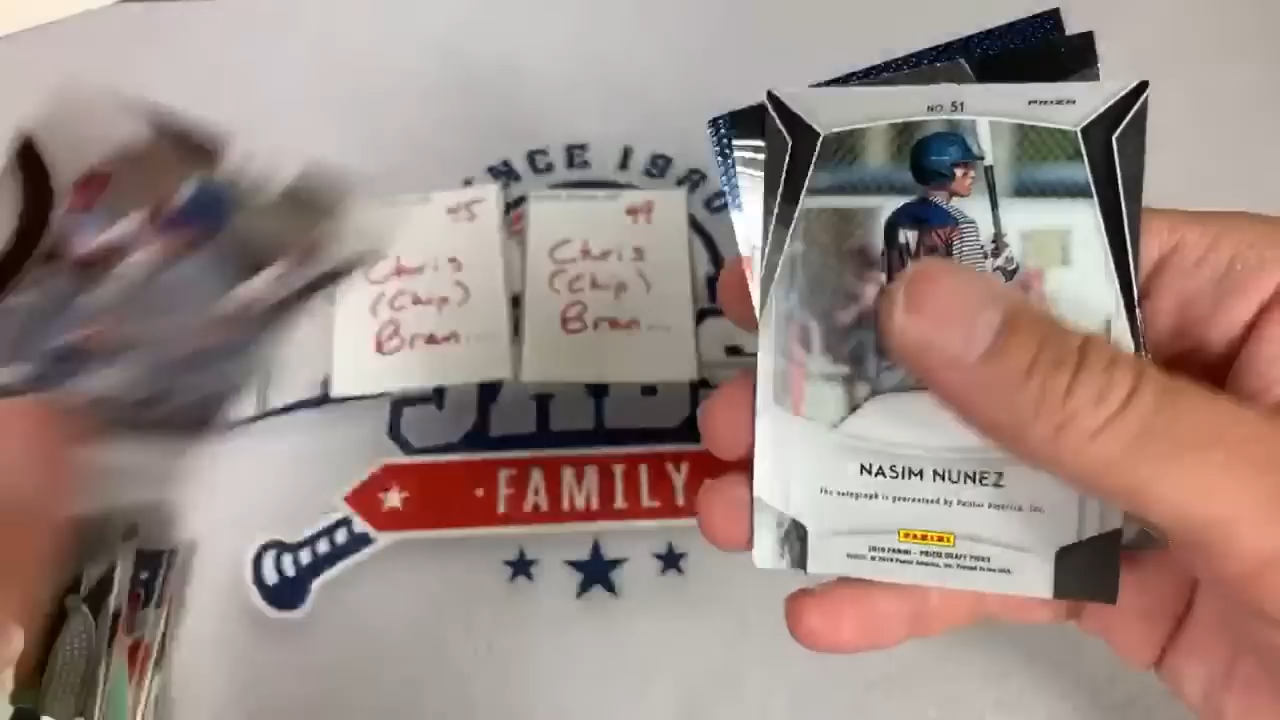 NCE 1980
45
Chris
(Chip)
Bran...
49
Chris
(Chip)
Bran...
FAMILY
NO. 51
PRIZM
NASIM NUNEZ
The autograph is guaranteed by Panini America, Inc.
PANINI
2019 PANINI - PRIZM DRAFT PICKS